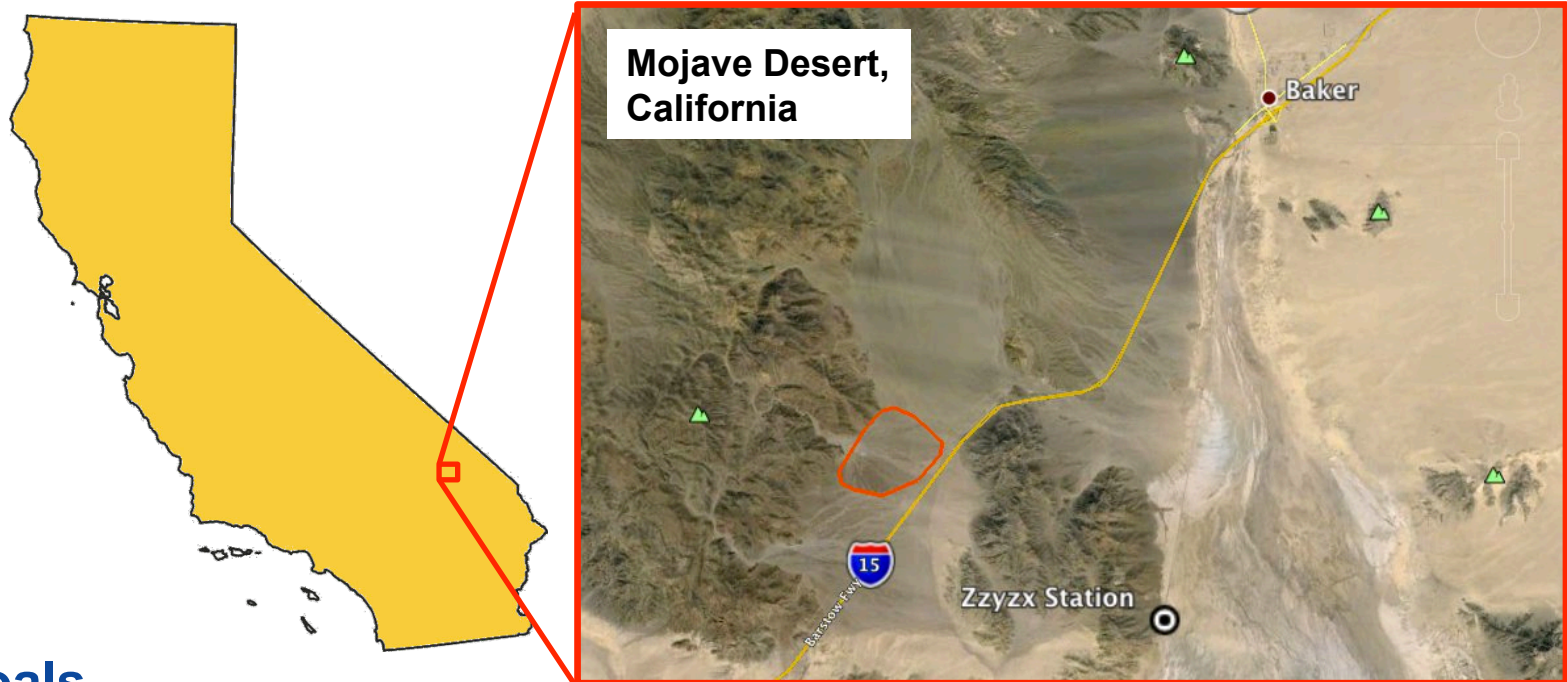 Mojave Desert,
California
Baker
15
Barstow Fwy
Zzyzx Station